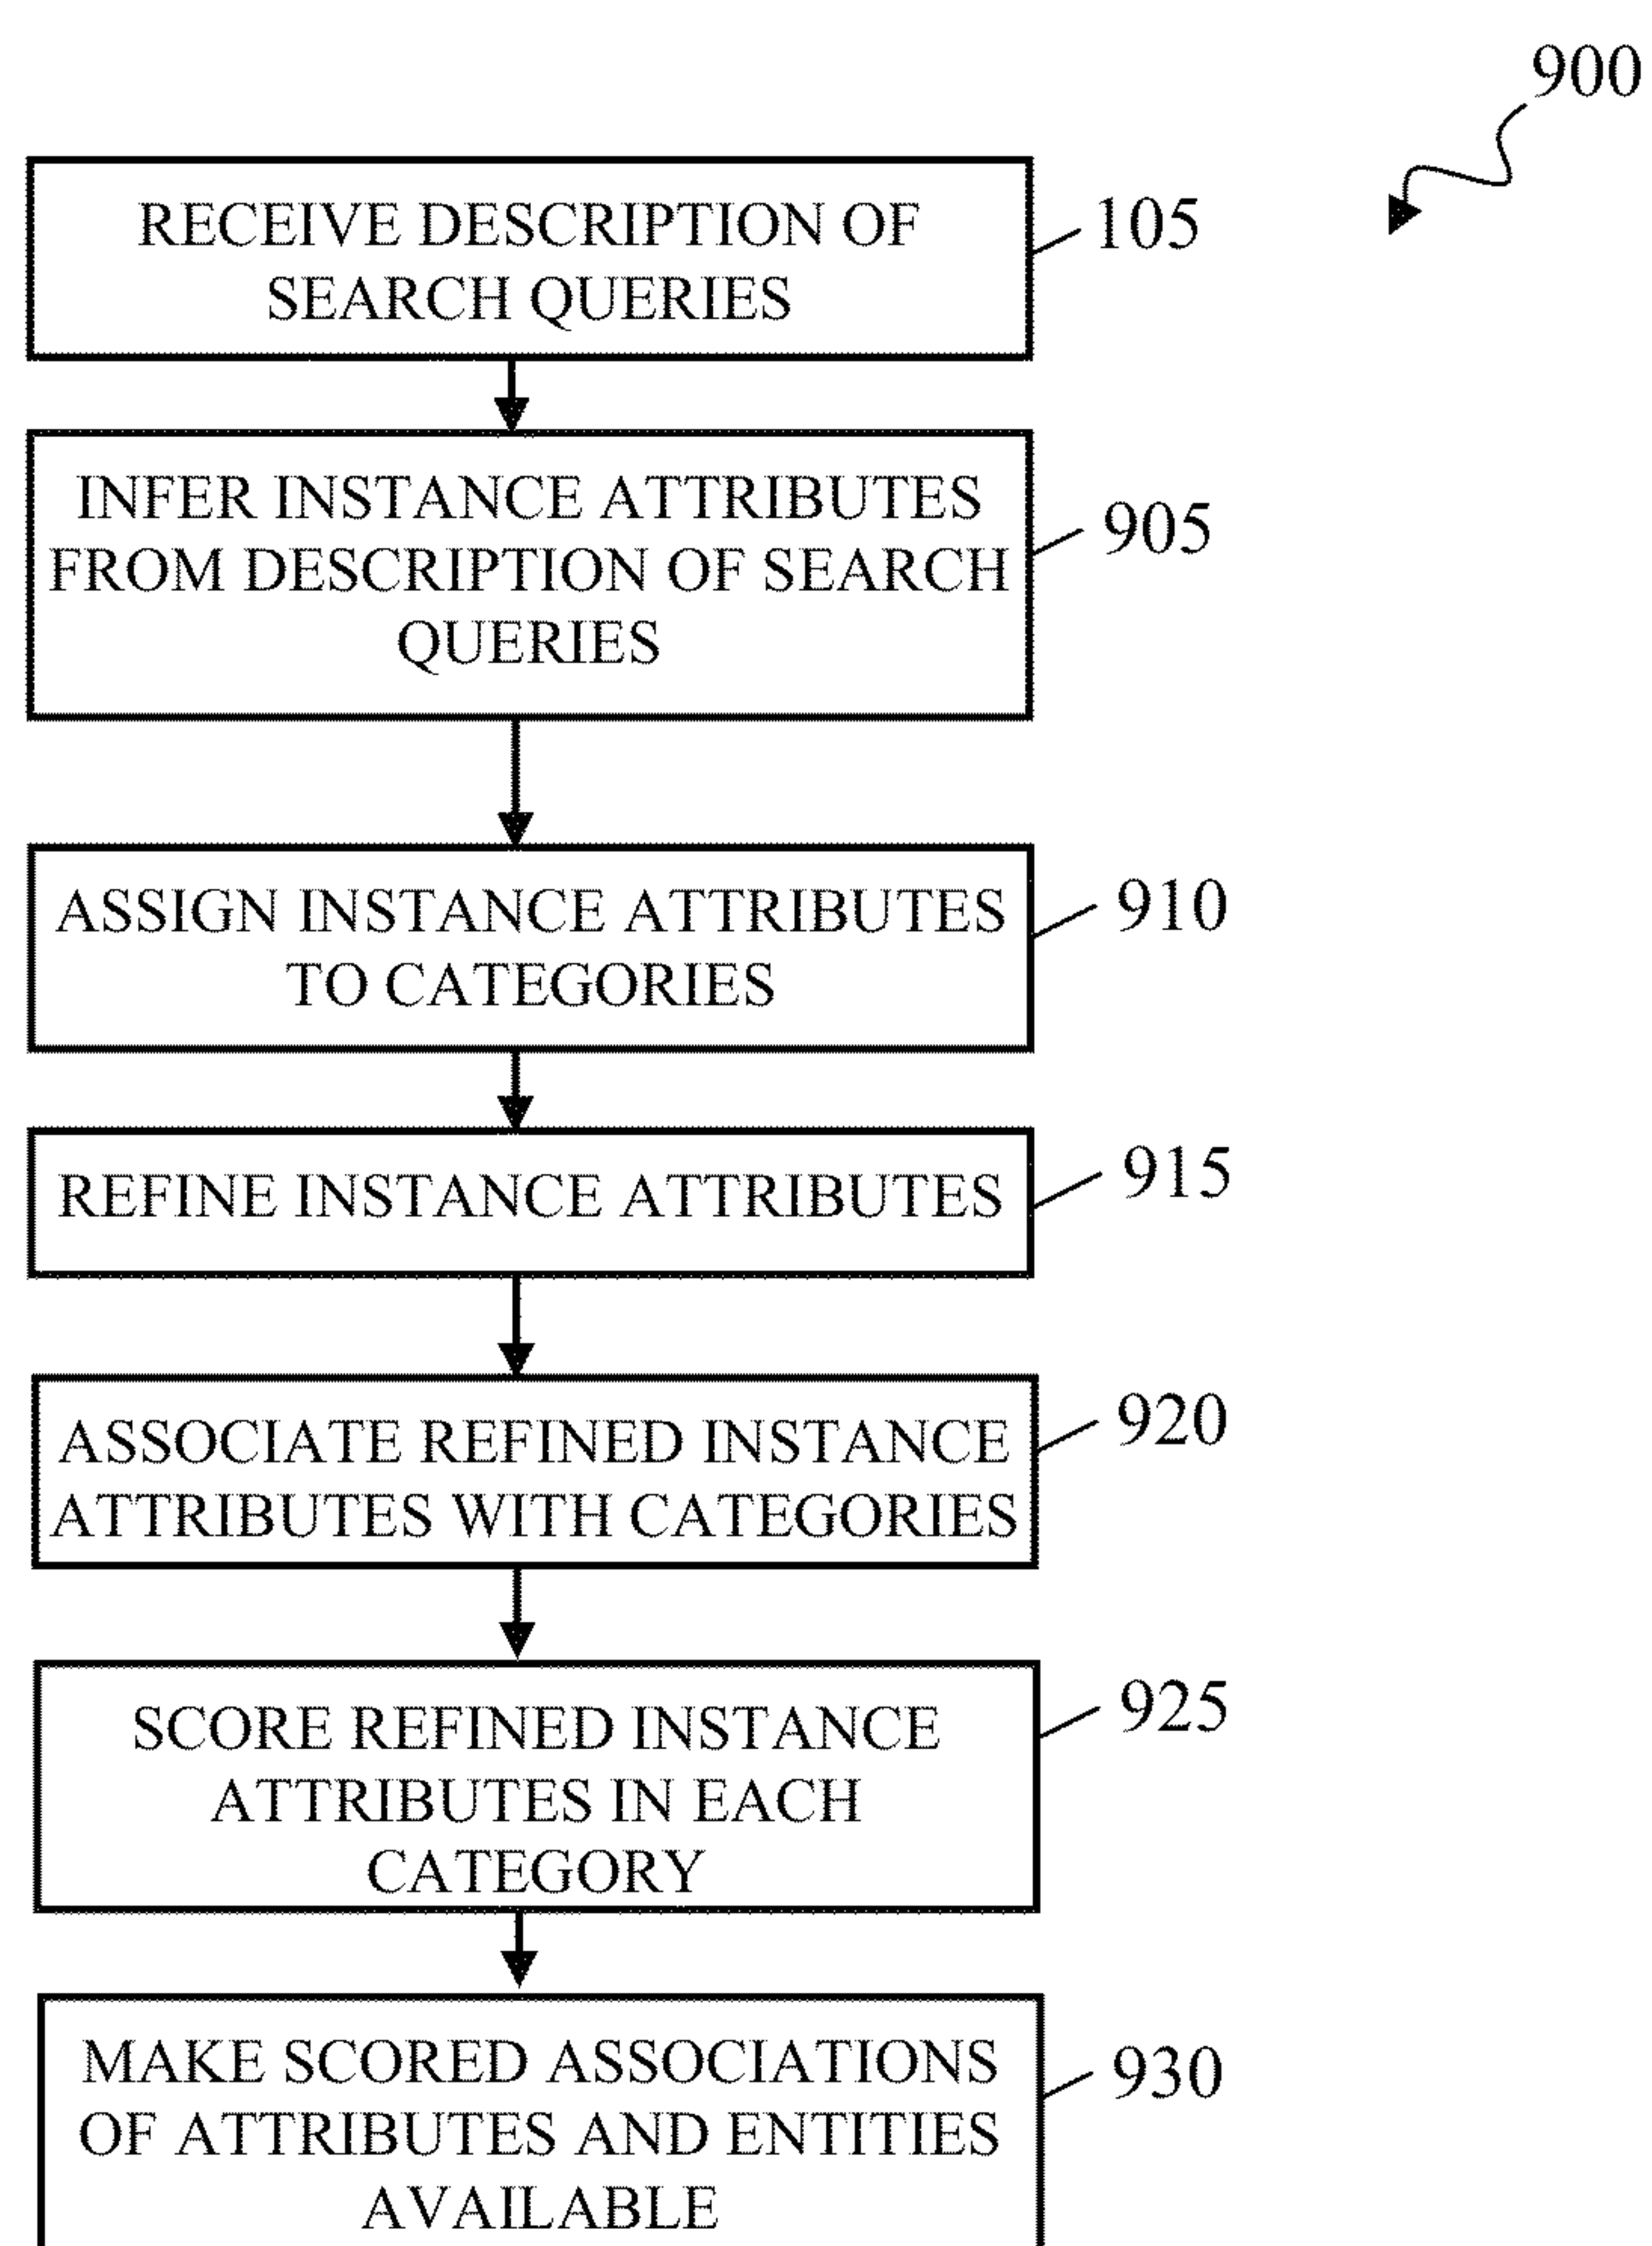 900
RECEIVE DESCRIPTION OF
SEARCH QUERIES
105
INFER INSTANCE ATTRIBUTES
FROM DESCRIPTION OF SEARCH
QUERIES
905
ASSIGN INSTANCE ATTRIBUTES
TO CATEGORIES
910
REFINE INSTANCE ATTRIBUTES
915
ASSOCIATE REFINED INSTANCE
ATTRIBUTES WITH CATEGORIES
920
SCORE REFINED INSTANCE
ATTRIBUTES IN EACH
CATEGORY
925
MAKE SCORED ASSOCIATIONS
OF ATTRIBUTES AND ENTITIES
AVAILABLE
930